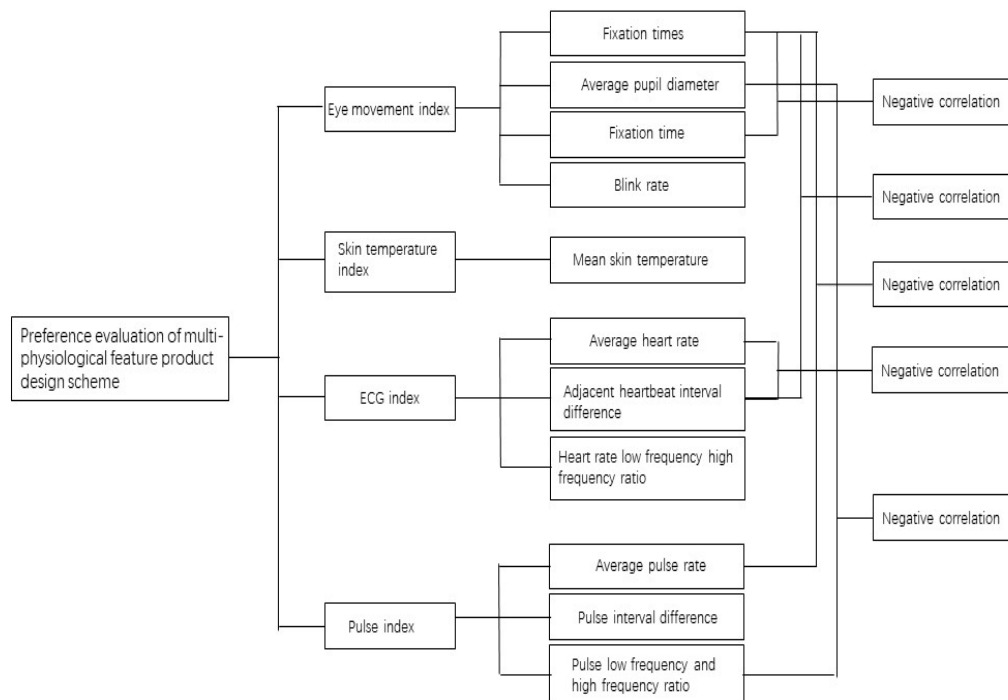 Fixation times
Average pupil diameter
Eye movement index
Negative correlation
Fixation time
Blink rate
Negative correlation
Skin temperature
index
Mean skin temperature
Negative correlation
Preference evaluation of multi-
physiological feature product
design scheme
Average heart rate
Negative correlation
ECG index
Adjacent heartbeat interval
difference
Heart rate low frequency high
frequency ratio
Negative correlation
Average pulse rate
Pulse index
Pulse interval difference
Pulse low frequency and
high frequency ratio